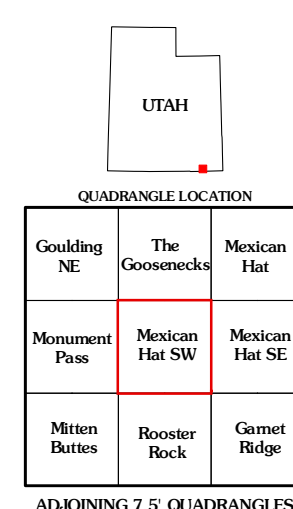 UTAH
QUADRANGLE LOCATION
Goulding The Mexican
NE Goosenecks Hat
Monument Mexican Mexican
Pass Hat SW Hat SE
Mitten Rooster Garnet
Buttes Rock Ridge
ADJOINING 7.5' QUADRANGLES